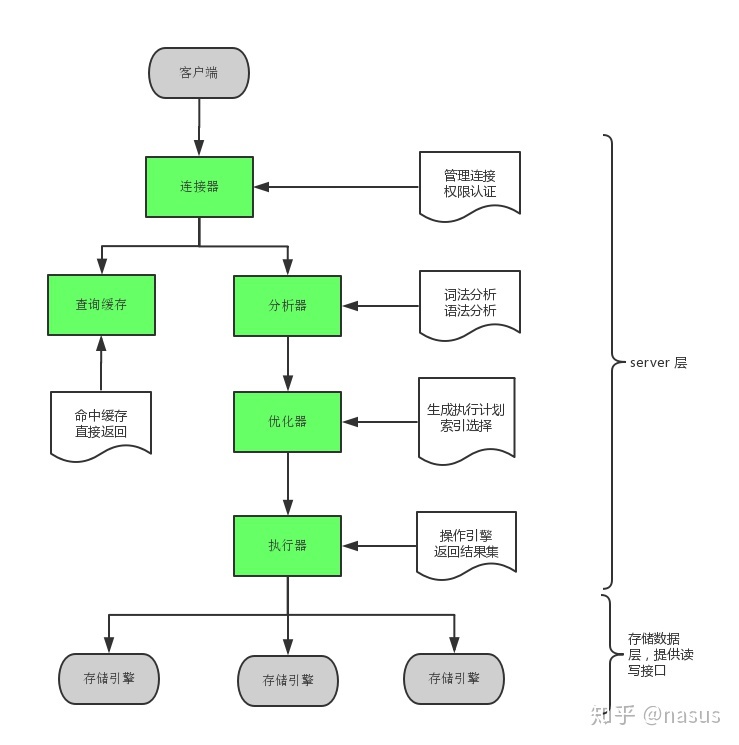 客户端
连接器
管理连接
权限认证
查询缓存
分析器
词法分析
语法分析
server 层
命中缓存
直接返回
优化器
生成执行计划
索引选择
执行器
操作引擎
返回结果集
存储引擎
存储引擎
存储引擎
存储数据
层，提供读
写接口
知乎 @nasus